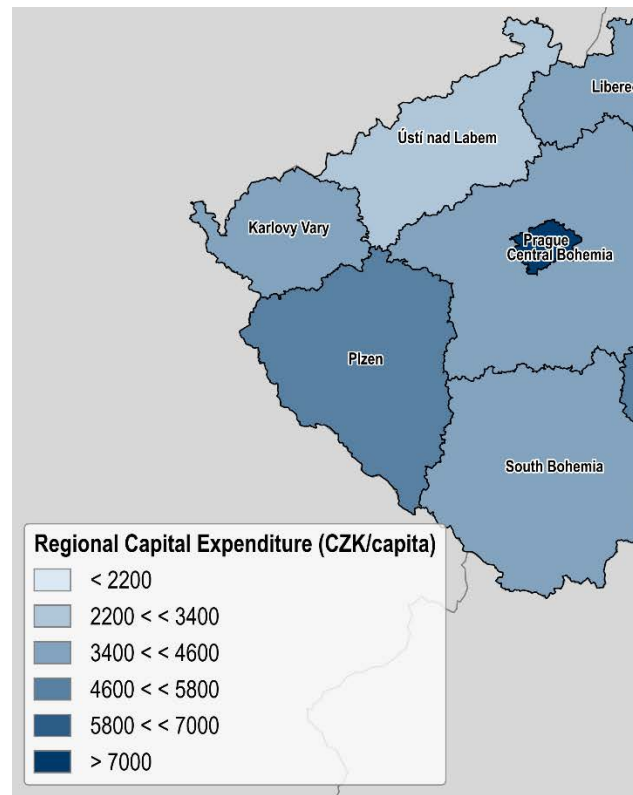 Libere
Ústí nad Labem
Karlovy Vary
Prague
Central Bohemia
Plzen
South Bohemia
Regional Capital Expenditure (CZK/capita)
< 2200
2200 < < 3400
3400 < < 4600
4600 < < 5800
5800 < < 7000
> 7000